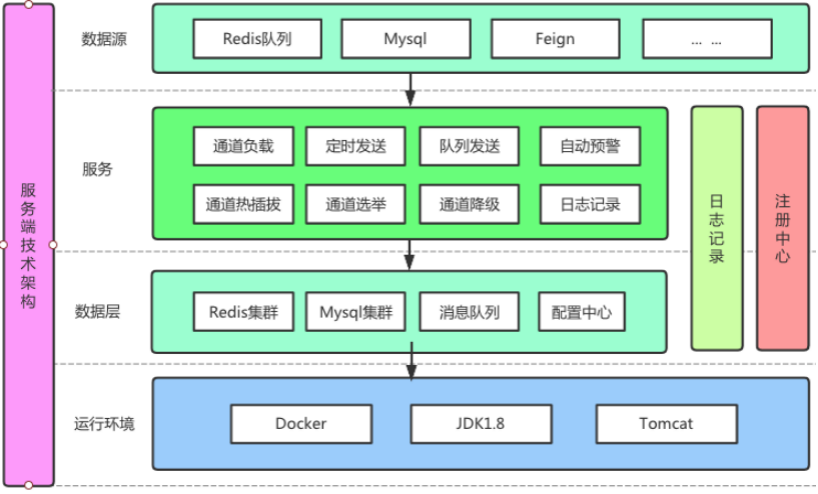 服务端技术架构
数据源
Redis队列
Mysql
Feign
... ...
服务
通道负载
定时发送
队列发送
自动预警
通道热插拔
通道选举
通道降级
日志记录
日志记录
注册中心
数据层
Redis集群
Mysql集群
消息队列
配置中心
运行环境
Docker
JDK1.8
Tomcat